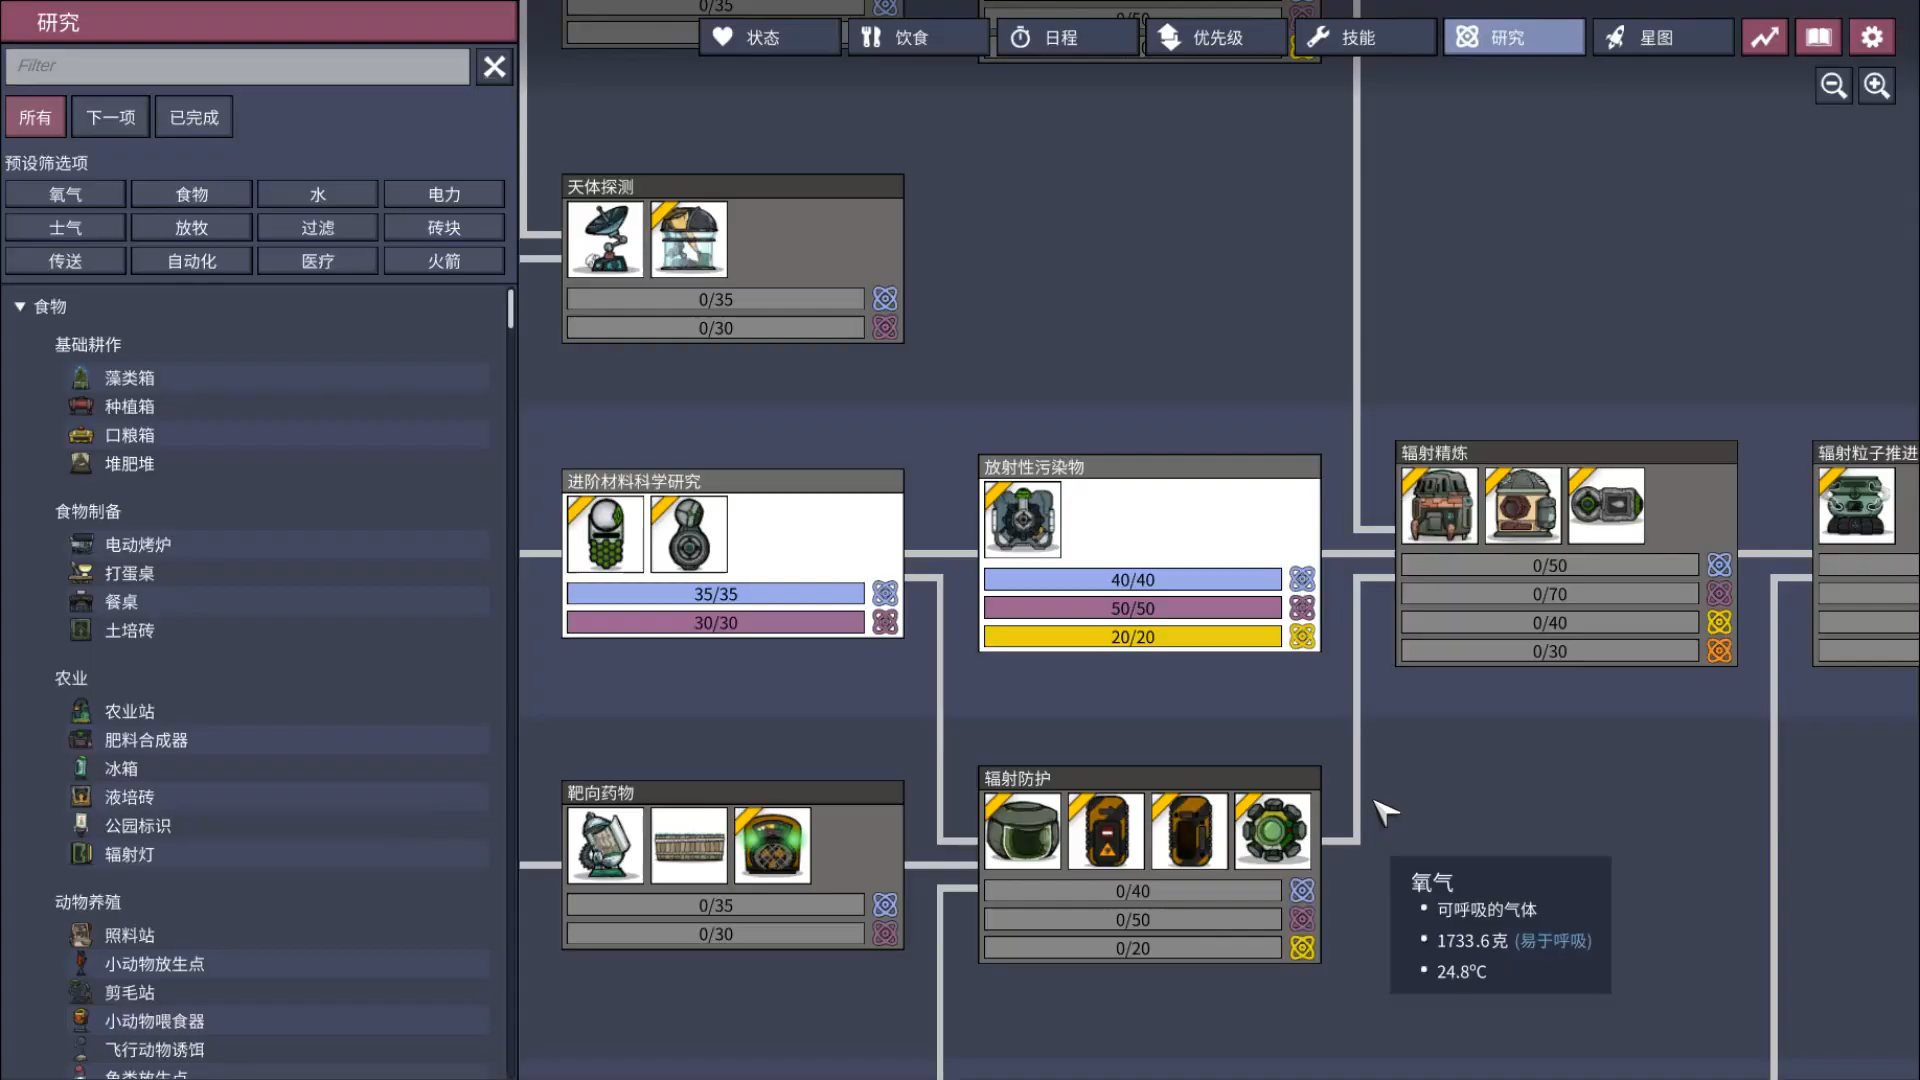 研究
Filter
所有
下一项
已完成
预设筛选项
氧气
食物
水
电力
士气
放牧
过滤
砖块
传送
自动化
医疗
火箭
食物
基础耕作
藻类箱
种植箱
口粮箱
堆肥堆
食物制备
电动烤炉
打蛋桌
餐桌
土培砖
农业
农业站
肥料合成器
冰箱
液培砖
公园标识
辐射灯
动物养殖
照料站
小动物放生点
剪毛站
小动物喂食器
飞行动物诱饵
鱼类放生点
0/35
0/50
状态
饮食
日程
优先级
技能
研究
星图
天体探测
0/35
0/30
进阶材料科学研究
35/35
30/30
放射性污染物
40/40
50/50
20/20
辐射精炼
0/50
0/70
0/40
0/30
辐射粒子推进
靶向药物
0/35
0/30
辐射防护
0/40
0/50
0/20
氧气
• 可呼吸的气体
• 1733.6克 (易于呼吸)
• 24.8ºC